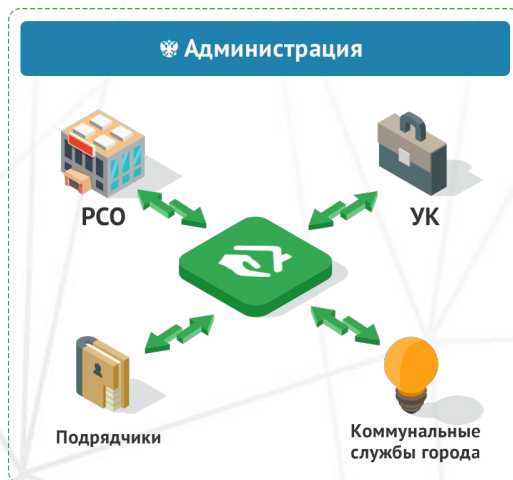 Администрация
РСО
УК
Подрядчики
Коммунальные
службы города